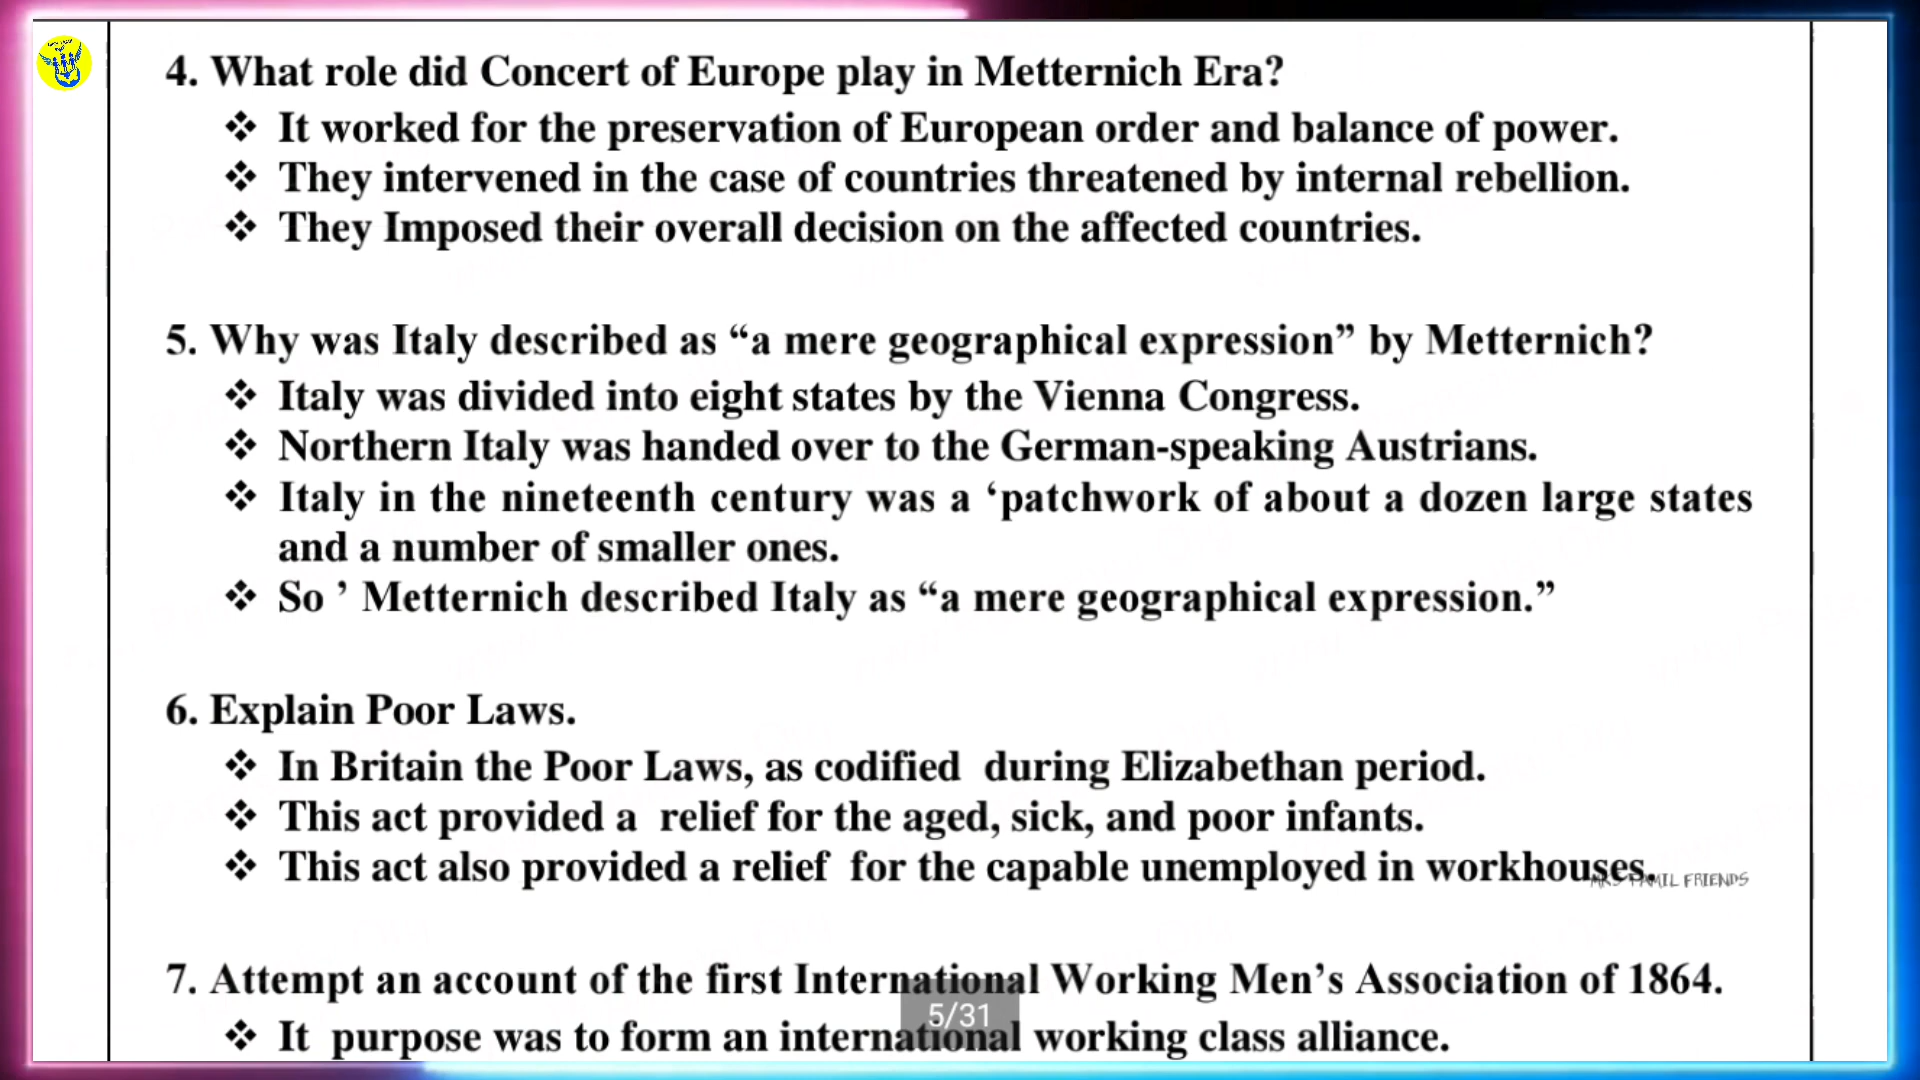 4. What role did Concert of Europe play in Metternich Era?
❖ It worked for the preservation of European order and balance of power.
❖ They intervened in the case of countries threatened by internal rebellion.
❖ They Imposed their overall decision on the affected countries.
5. Why was Italy described as “a mere geographical expression” by Metternich?
❖ Italy was divided into eight states by the Vienna Congress.
❖ Northern Italy was handed over to the German-speaking Austrians.
❖ Italy in the nineteenth century was a ‘patchwork of about a dozen large states
and a number of smaller ones.
❖ So ’ Metternich described Italy as “a mere geographical expression.”
6. Explain Poor Laws.
❖ In Britain the Poor Laws, as codified during Elizabethan period.
❖ This act provided a relief for the aged, sick, and poor infants.
❖ This act also provided a relief for the capable unemployed in workhouses.
TAMIL FRIENDS
7. Attempt an account of the first International Working Men’s Association of 1864.
5/31
❖ It purpose was to form an international working class alliance.